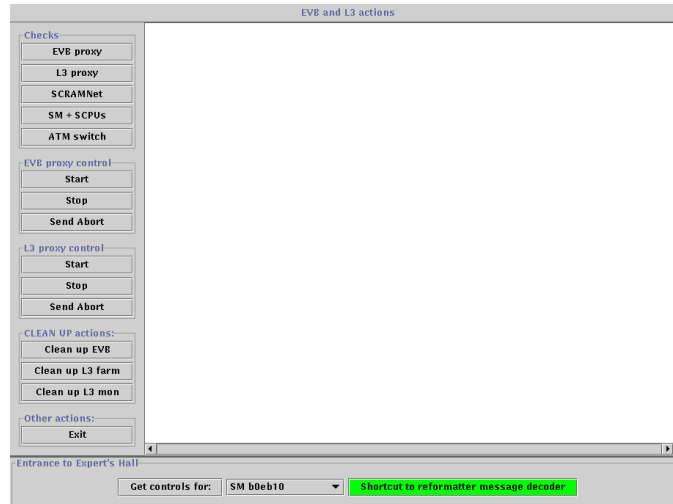 EVB and L3 actions
Checks
EVB proxy
L3 proxy
SCRAMNet
SM + SCPUs
ATM switch
EVB proxy control
Start
Stop
Send Abort
L3 proxy control
Start
Stop
Send Abort
CLEAN UP actions:
Clean up EVB
Clean up L3 farm
Clean up L3 mon
Other actions:
Exit
Entrance to Expert's Hall
Get controls for: SM b0eb10 Shortcut to reformatter message decoder